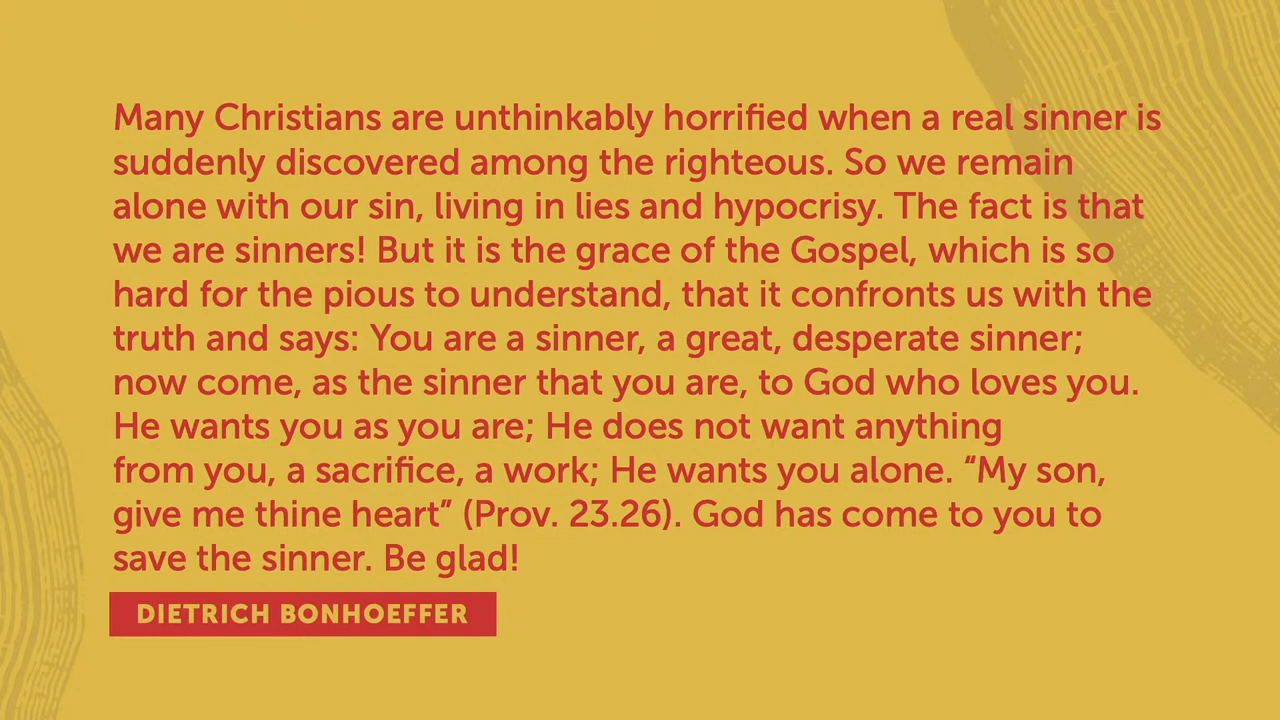 Many Christians are unthinkably horrified when a real sinner is
suddenly discovered among the righteous. So we remain
alone with our sin, living in lies and hypocrisy. The fact is that
we are sinners! But it is the grace of the Gospel, which is so
hard for the pious to understand, that it confronts us with the
truth and says: You are a sinner, a great, desperate sinner;
now come, as the sinner that you are, to God who loves you.
He wants you as you are; He does not want anything
from you, a sacrifice, a work; He wants you alone. “My son,
give me thine heart” (Prov. 23.26). God has come to you to
save the sinner. Be glad!
DIETRICH BONHOEFFER